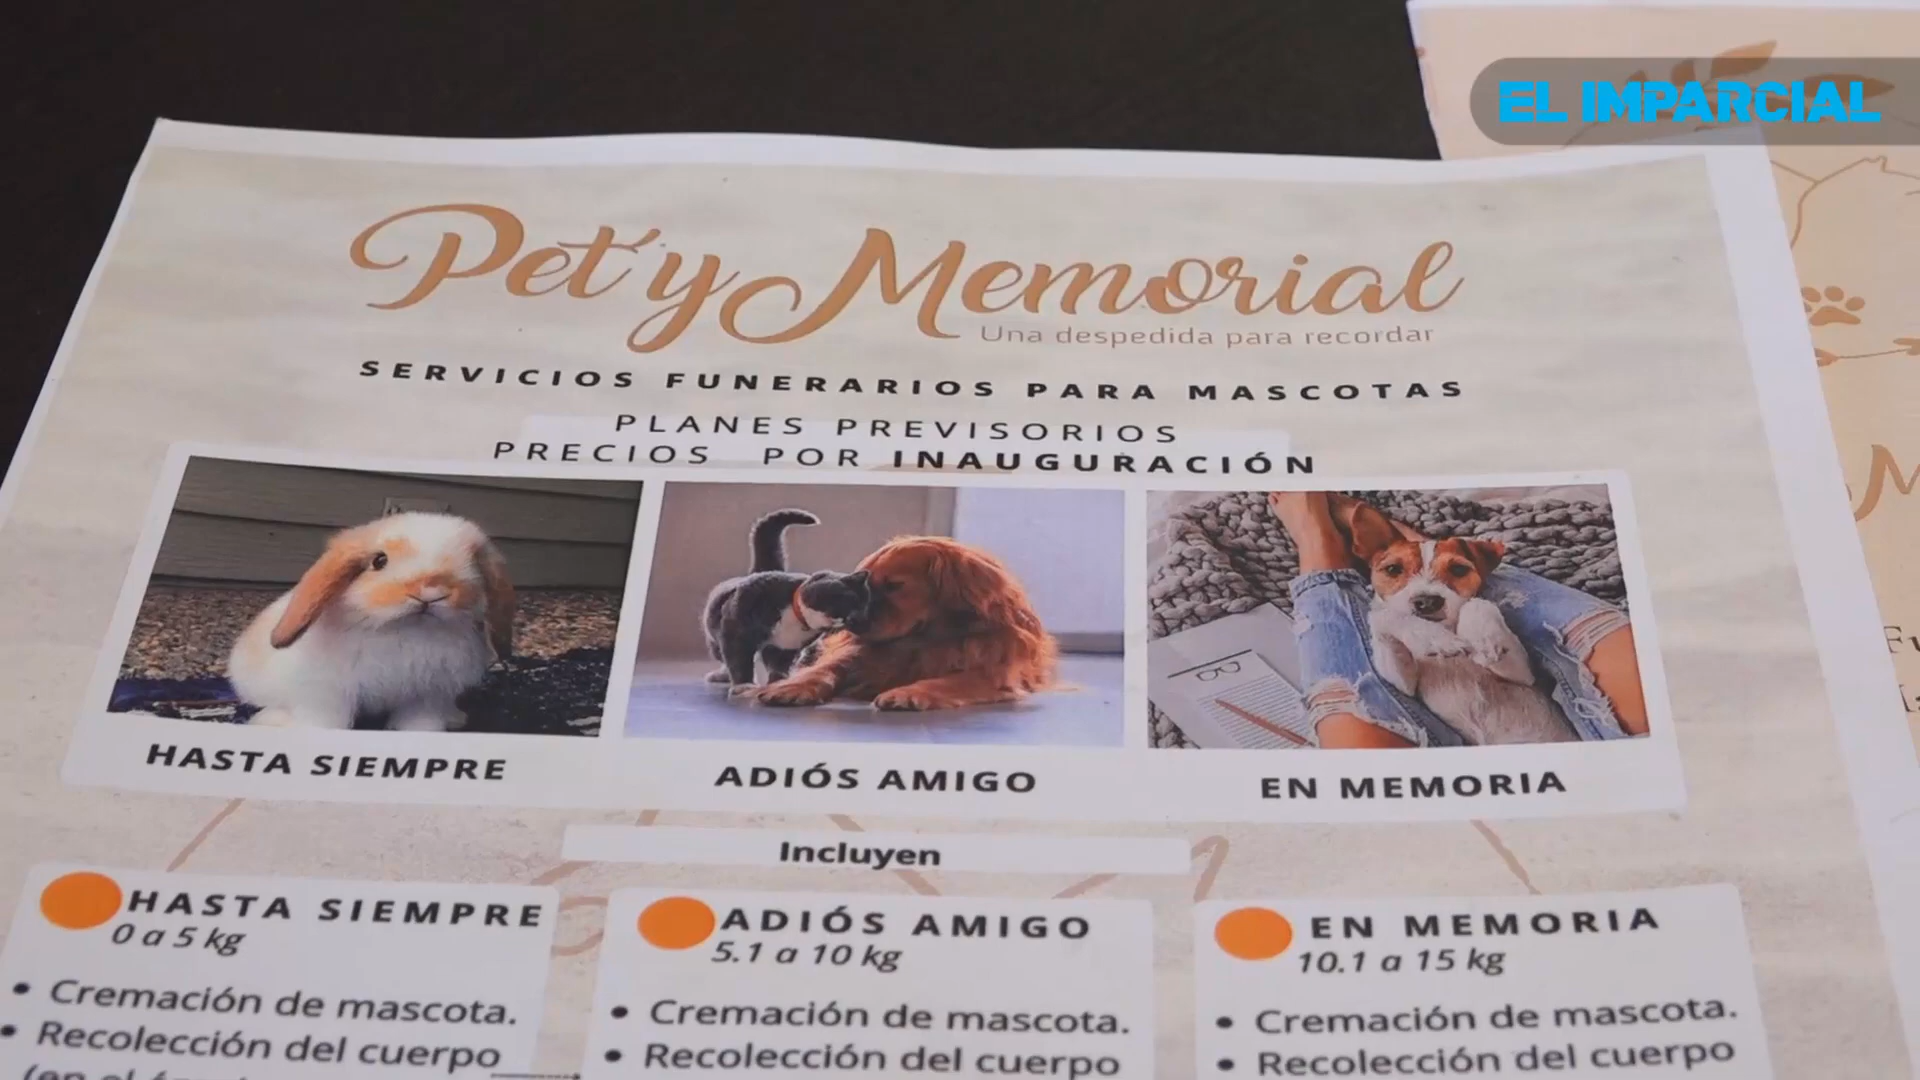 EL IMPARCIAL
Pet'y Memorial
Una despedida para recordar
SERVICIOS FUNERARIOS PARA MASCOTAS
PLANES PREVISORIOS
PRECIOS POR INAUGURACIÓN
HASTA SIEMPRE
ADIÓS AMIGO
EN MEMORIA
Incluyen
HASTA SIEMPRE
0 a 5 kg
• Cremación de mascota.
• Recolección del cuerpo
ADIÓS AMIGO
5.1 a 10 kg
• Cremación de mascota.
• Recolección del cuerpo
EN MEMORIA
10.1 a 15 kg
• Cremación de mascota.
• Recolección del cuerpo